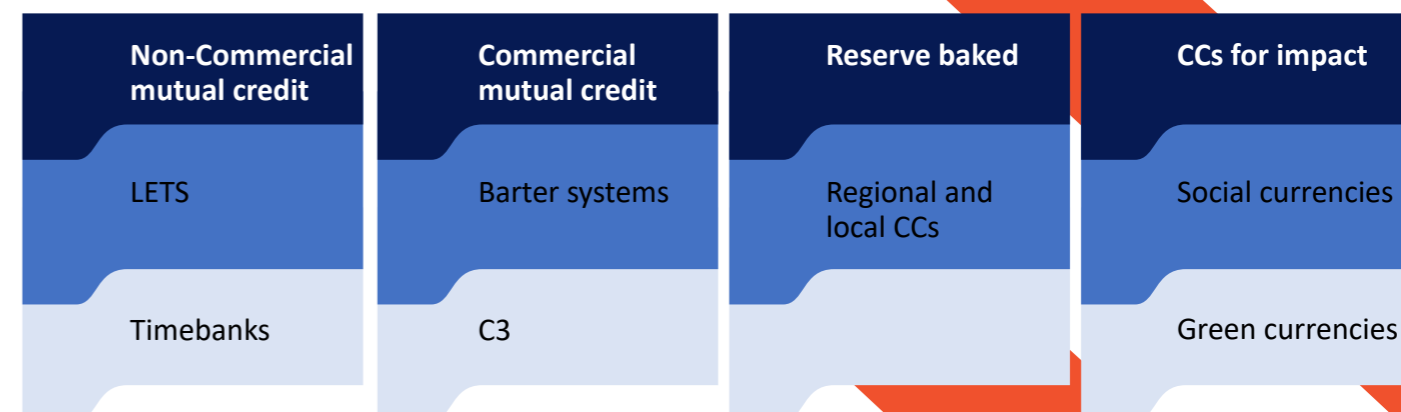 Non-Commercial
mutual credit
LETS
Timebanks
Commercial
mutual credit
Barter systems
C3
Reserve baked
Regional and
local CCs
CCs for impact
Social currencies
Green currencies